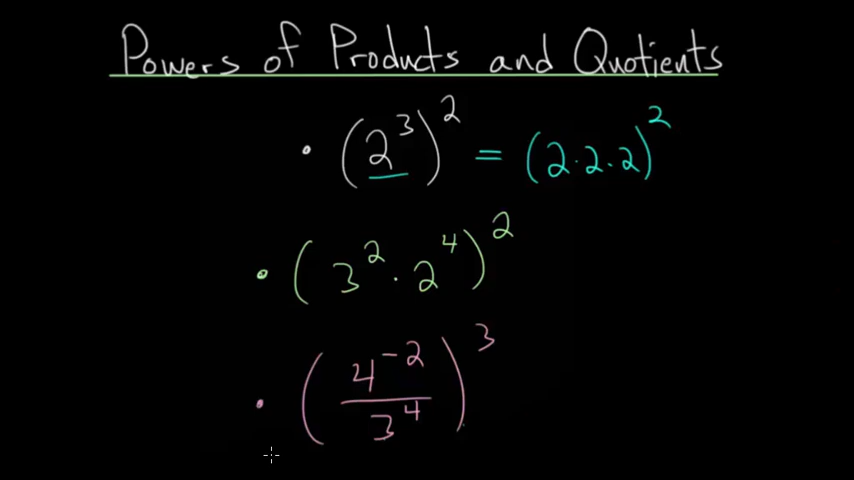 Powers of Products and Quotients
• (2³)² = (2·2·2)²
• (3²·2⁴)²
• (4⁻²/3⁴)³